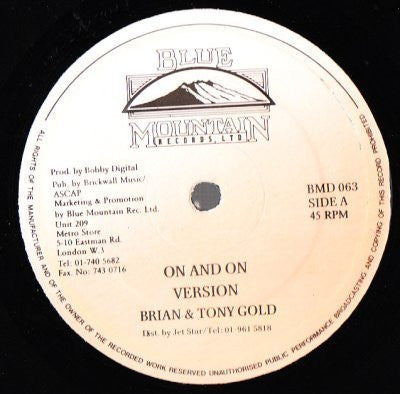 BLUE
MOUNTAIN
RECORDS, LTD.
Prod. by Bobby Digital
Pub. by Brickwall Music/
ASCAP
Marketing & Promotion
by Blue Mountain Rec. Ltd.
Unit 209
Metro Store
5-10 Eastman Rd.
London W.3
Tel: 01-740 5682
Fax. No: 743 0716
BMD 063
SIDE A
45 RPM
ON AND ON
VERSION
BRIAN & TONY GOLD
Dist. by Jet Star/Tel: 01-961 5818
ALL RIGHTS OF THE MANUFACTURER AND OF THE OWNER OF THE RECORDED WORK RESERVED UNAUTHORISED PUBLIC PERFORMANCE BROADCASTING AND COPYING OF THIS RECORD PROHIBITED